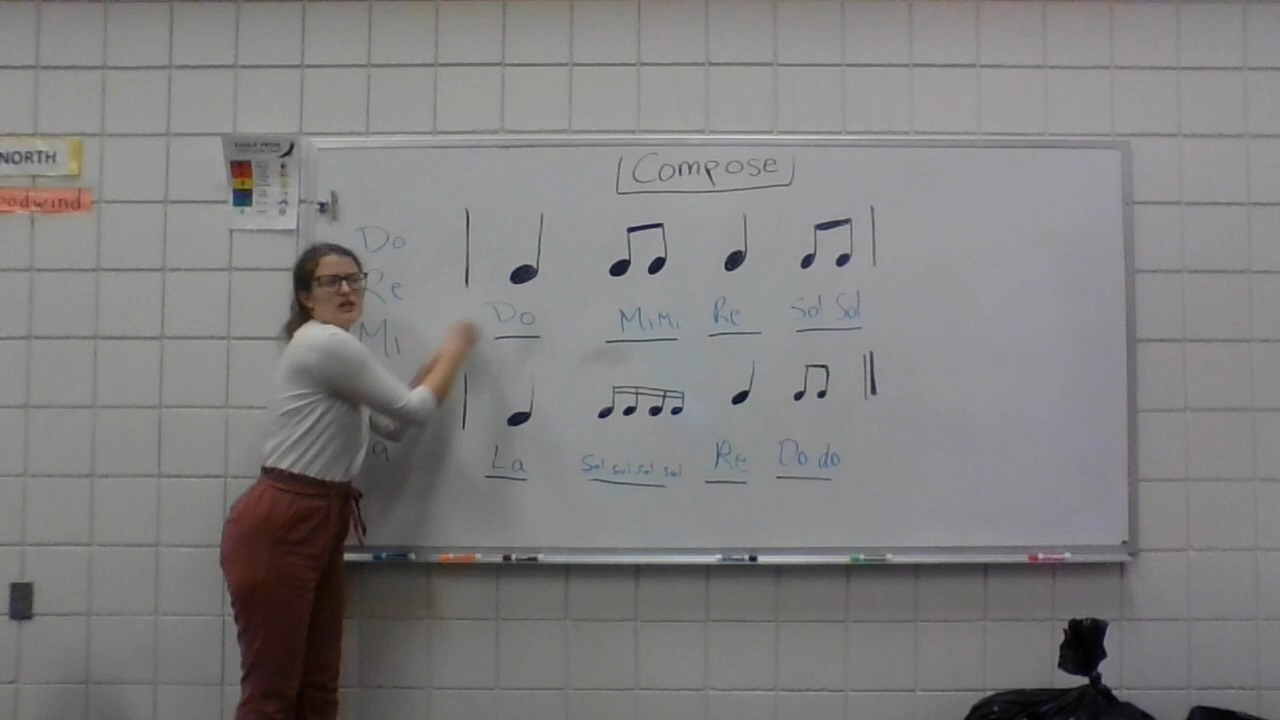 NORTH
Compose
Do
Re
Mi
Do Mi Mi Re Sol Sol
La Sol sol sol sol Re Do do